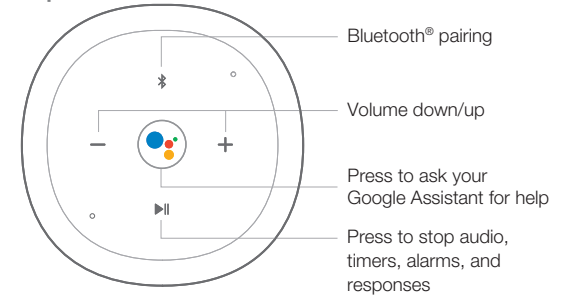 Bluetooth® pairing
Volume down/up
Press to ask your
Google Assistant for help
Press to stop audio,
timers, alarms, and
responses